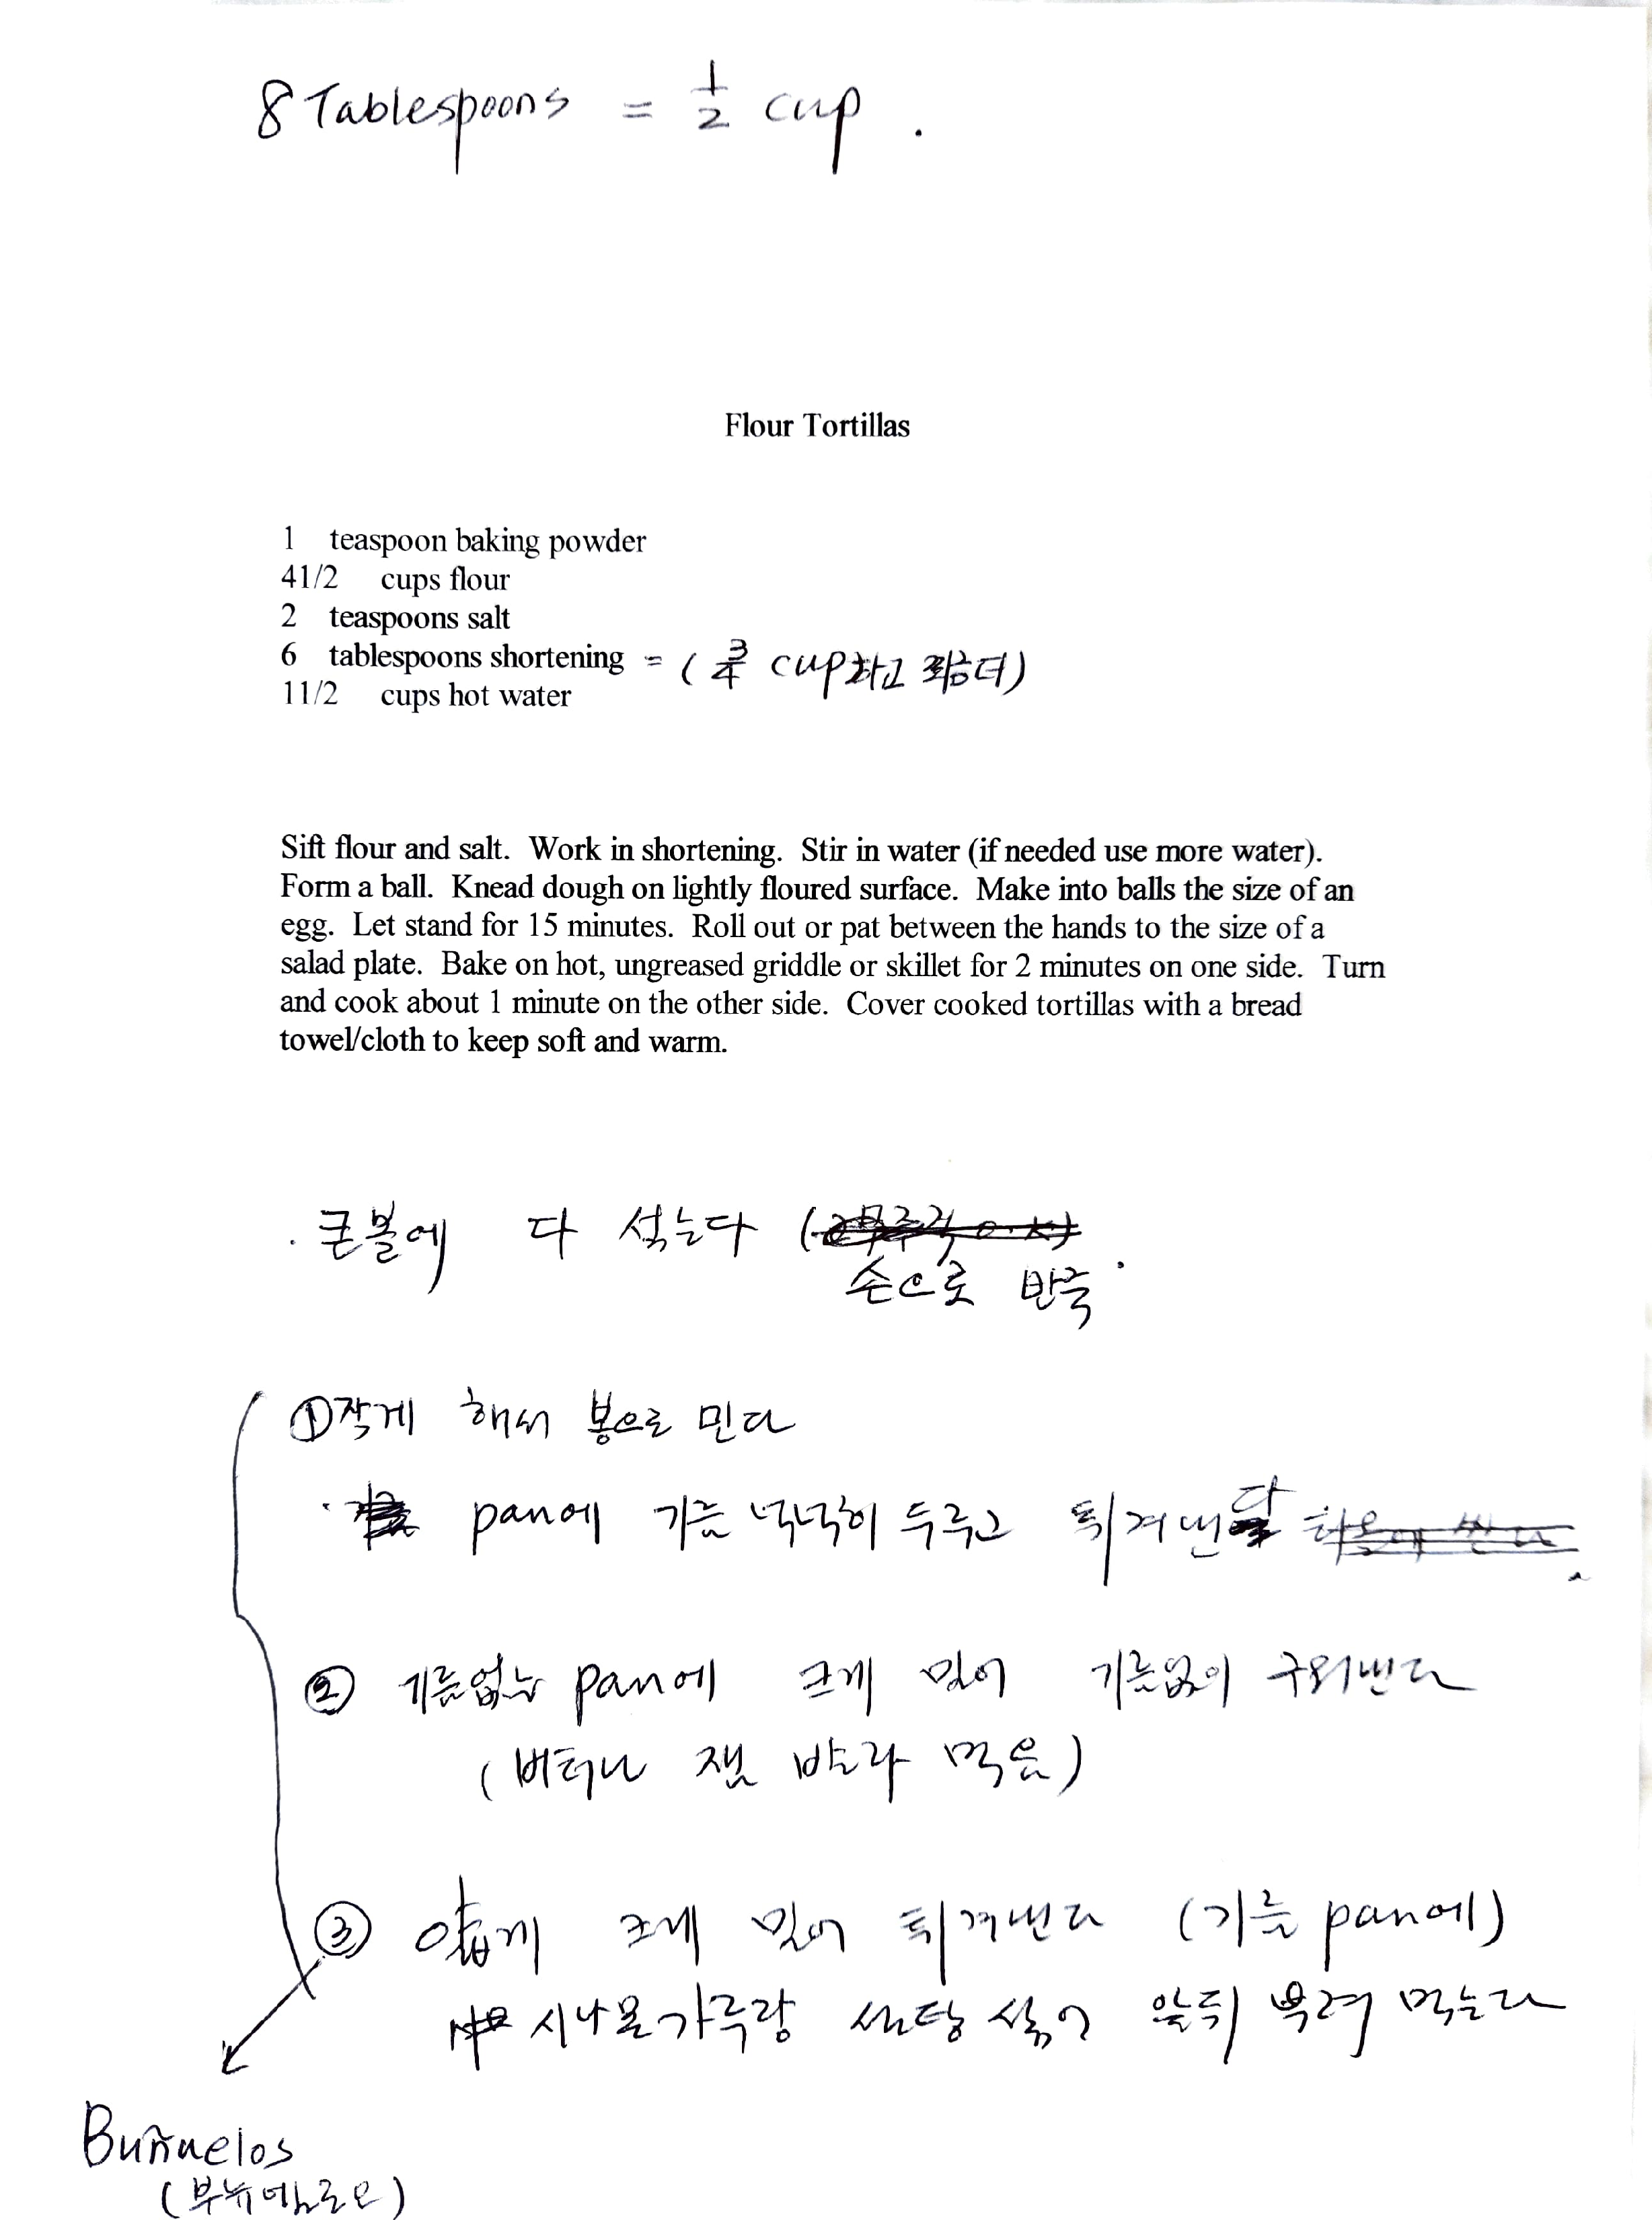 8 Tablespoons = 1/2 cup.
Flour Tortillas
1 teaspoon baking powder
41/2 cups flour
2 teaspoons salt
6 tablespoons shortening = (3/4 cup하고 쪼금더)
11/2 cups hot water
Sift flour and salt. Work in shortening. Stir in water (if needed use more water).
Form a ball. Knead dough on lightly floured surface. Make into balls the size of an
egg. Let stand for 15 minutes. Roll out or pat between the hands to the size of a
salad plate. Bake on hot, ungreased griddle or skillet for 2 minutes on one side. Turn
and cook about 1 minute on the other side. Cover cooked tortillas with a bread
towel/cloth to keep soft and warm.
. 큰볼에 다 섞는다 (
손으로 반죽.
① 작게 해서 봉으로 민다
· pan에 기름 넉넉히 두루고 튀겨낸다
② 기름없는 pan에 크게 밀어 기름없이 구워낸다
(버터나 잼 발라 먹음)
③ 얇게 크게 밀어 튀겨낸다 (기름 pan에)
시나몬가루랑 설탕 섞어 앞뒤 뿌려 먹는다
Buñuelos
(부뉴엘로으)